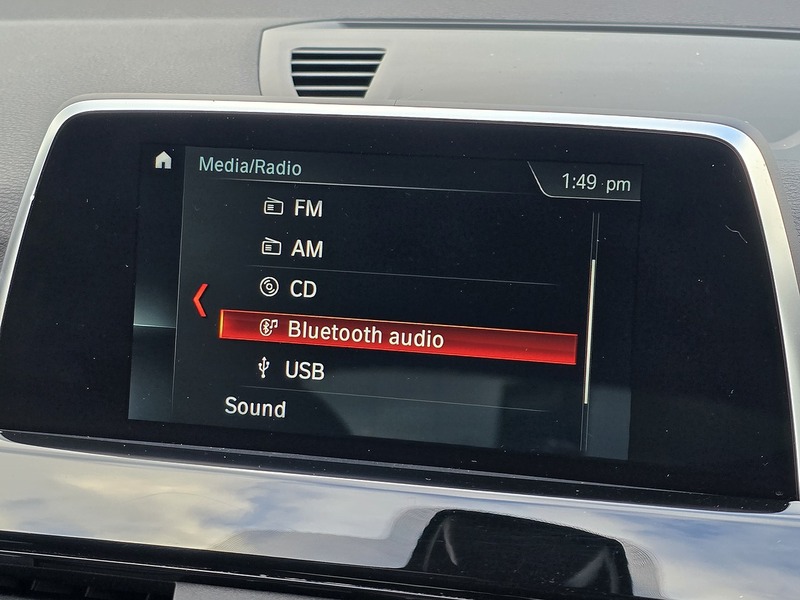 Media/Radio
1:49 pm
FM
AM
CD
Bluetooth audio
USB
Sound